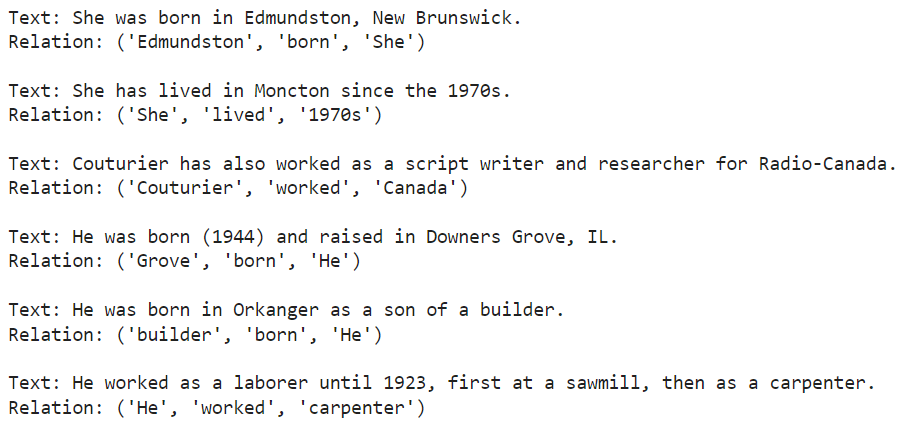 Text: She was born in Edmundston, New Brunswick.
Relation: ('Edmundston', 'born', 'She')
Text: She has lived in Moncton since the 1970s.
Relation: ('She', 'lived', '1970s')
Text: Couturier has also worked as a script writer and researcher for Radio-Canada.
Relation: ('Couturier', 'worked', 'Canada')
Text: He was born (1944) and raised in Downers Grove, IL.
Relation: ('Grove', 'born', 'He')
Text: He was born in Orkanger as a son of a builder.
Relation: ('builder', 'born', 'He')
Text: He worked as a laborer until 1923, first at a sawmill, then as a carpenter.
Relation: ('He', 'worked', 'carpenter')